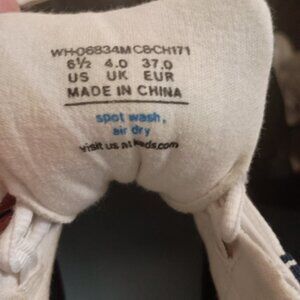 WH-06834M C&CH171
6½ 4.0 37.0
US UK EUR
MADE IN CHINA
spot wash,
air dry
visit us at keds.com